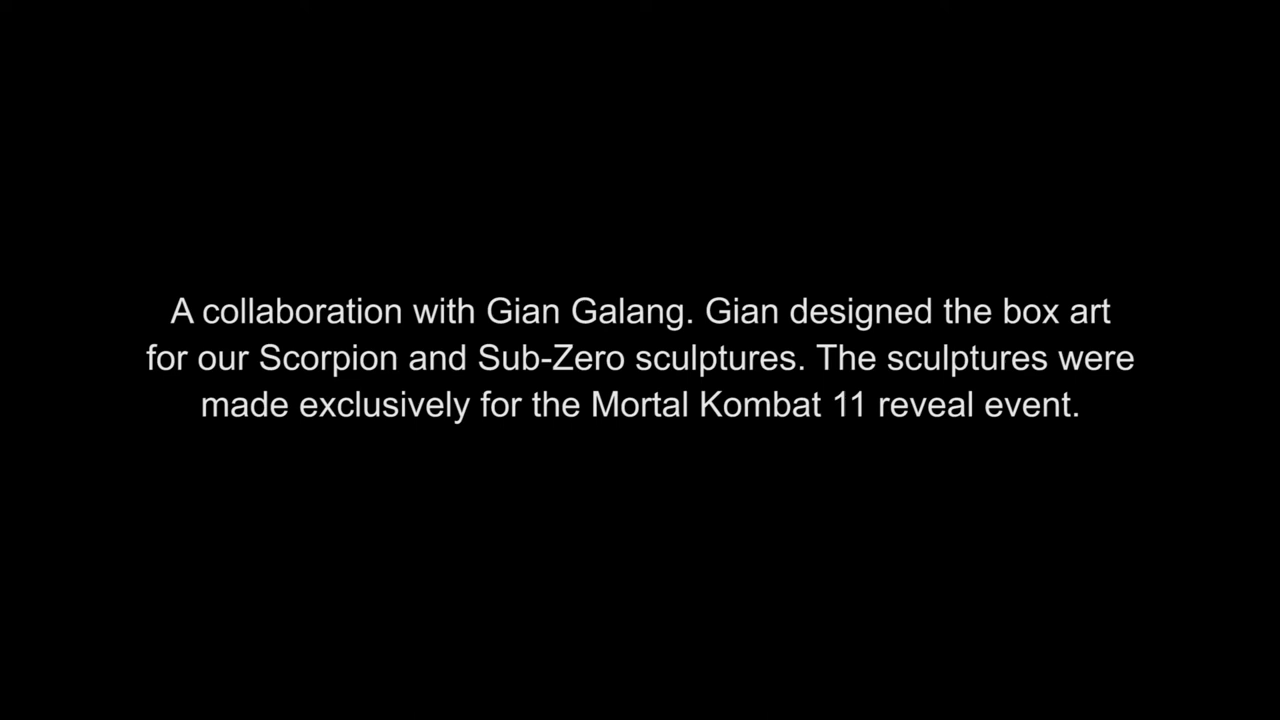 A collaboration with Gian Galang. Gian designed the box art
for our Scorpion and Sub-Zero sculptures. The sculptures were
made exclusively for the Mortal Kombat 11 reveal event.